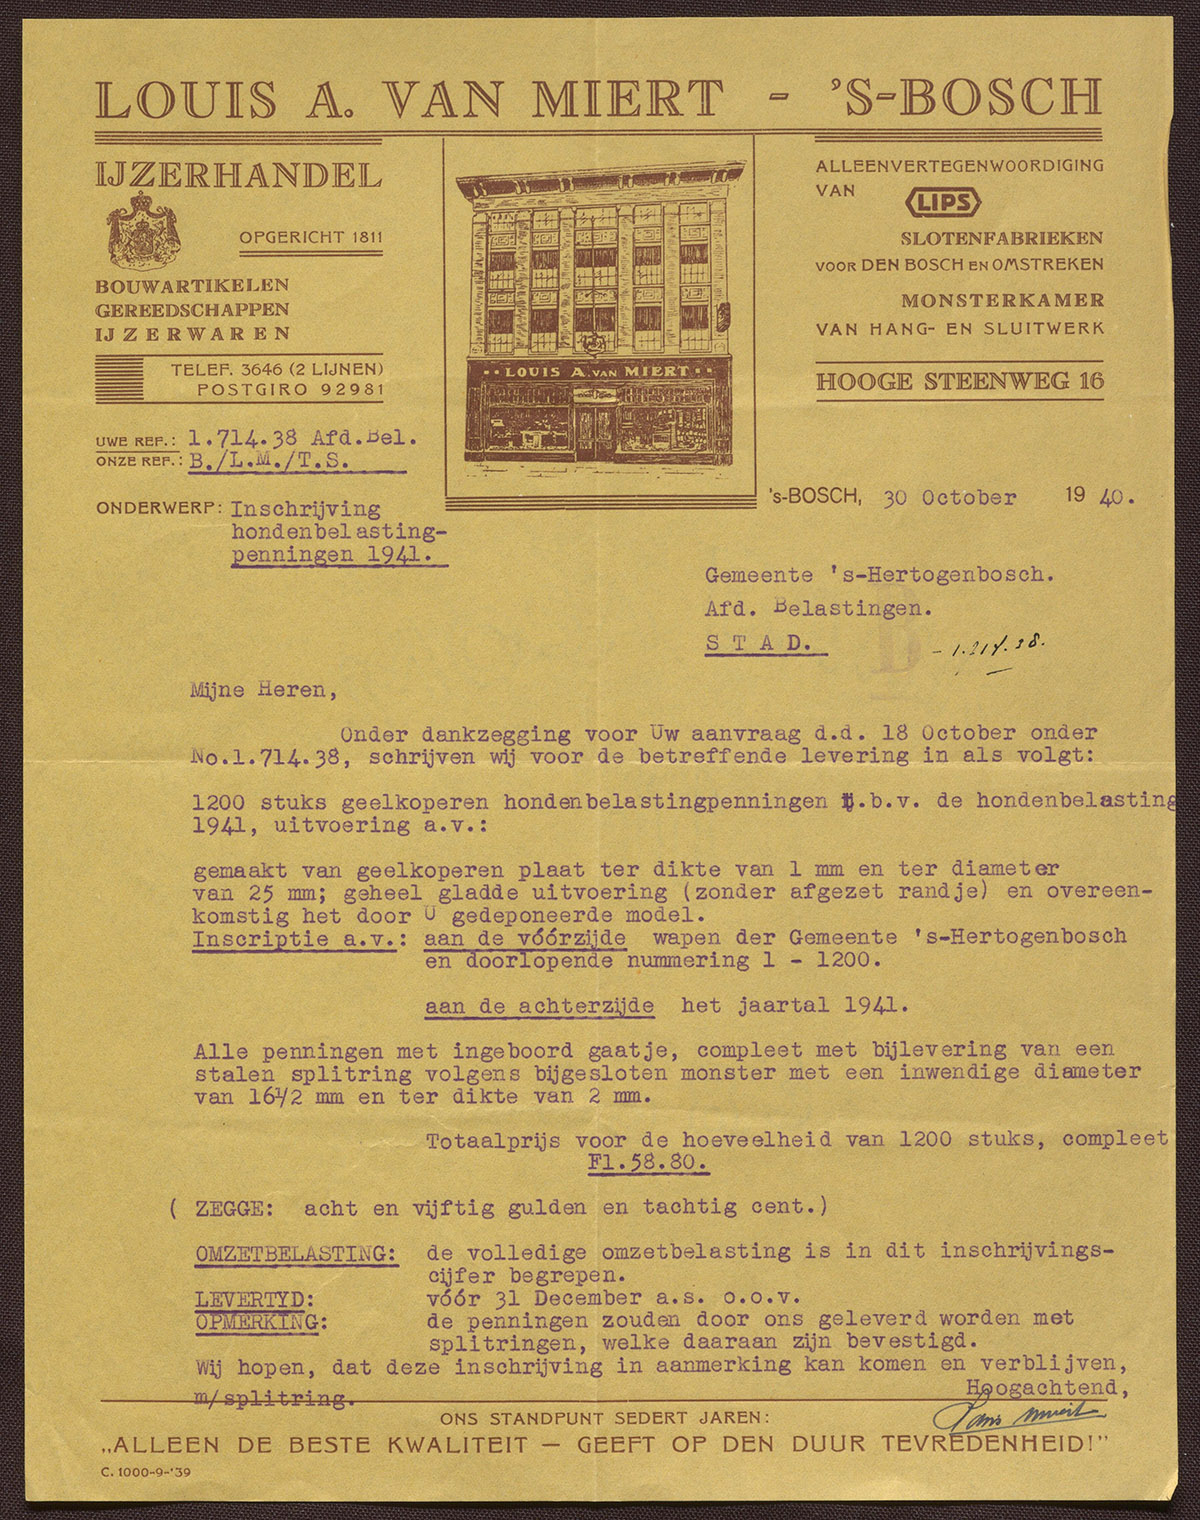 LOUIS A. VAN MIERT - 'S-BOSCH
IJZERHANDEL
OPGERICHT 1811
BOUWARTIKELEN
GEREEDSCHAPPEN
IJZERWAREN
TELEF. 3646 (2 LIJNEN)
POSTGIRO 92981
LOUIS A. VAN MIERT
ALLEENVERTEGENWOORDIGING
VAN LIPS
SLOTENFABRIEKEN
VOOR DEN BOSCH EN OMSTREKEN
MONSTERKAMER
VAN HANG- EN SLUITWERK
HOOGE STEENWEG 16
UWE REF.: 1.714.38 Afd.Bel.
ONZE REF.: B./L.M./T.S.
ONDERWERP: Inschrijving
hondenbelasting-
penningen 1941.
's-BOSCH, 30 October 1940.
Gemeente 's-Hertogenbosch.
Afd. Belastingen.
S T A D.
B
- 1.714.38.
Mijne Heren,
Onder dankzegging voor Uw aanvraag d.d. 18 October onder
No.1.714.38, schrijven wij voor de betreffende levering in als volgt:
1200 stuks geelkoperen hondenbelastingpenningen t.b.v. de hondenbelasting
1941, uitvoering a.v.:
gemaakt van geelkoperen plaat ter dikte van 1 mm en ter diameter
van 25 mm; geheel gladde uitvoering (zonder afgezet randje) en overeen-
komstig het door U gedeponeerde model.
Inscriptie a.v.: aan de vóórzijde wapen der Gemeente 's-Hertogenbosch
en doorlopende nummering 1 - 1200.
aan de achterzijde het jaartal 1941.
Alle penningen met ingeboord gaatje, compleet met bijlevering van een
stalen splitring volgens bijgesloten monster met een inwendige diameter
van 16½ mm en ter dikte van 2 mm.
Totaalprijs voor de hoeveelheid van 1200 stuks, compleet
Fl.58.80.
( ZEGGE: acht en vijftig gulden en tachtig cent.)
OMZETBELASTING: de volledige omzetbelasting is in dit inschrijvings-
cijfer begrepen.
LEVERTYD: vóór 31 December a.s. o.o.v.
OPMERKING: de penningen zouden door ons geleverd worden met
splitringen, welke daaraan zijn bevestigd.
Wij hopen, dat deze inschrijving in aanmerking kan komen en verblijven,
Hoogachtend,
m/splitring.
ONS STANDPUNT SEDERT JAREN:
„ALLEEN DE BESTE KWALITEIT — GEEFT OP DEN DUUR TEVREDENHEID!"
C. 1000-9-'39